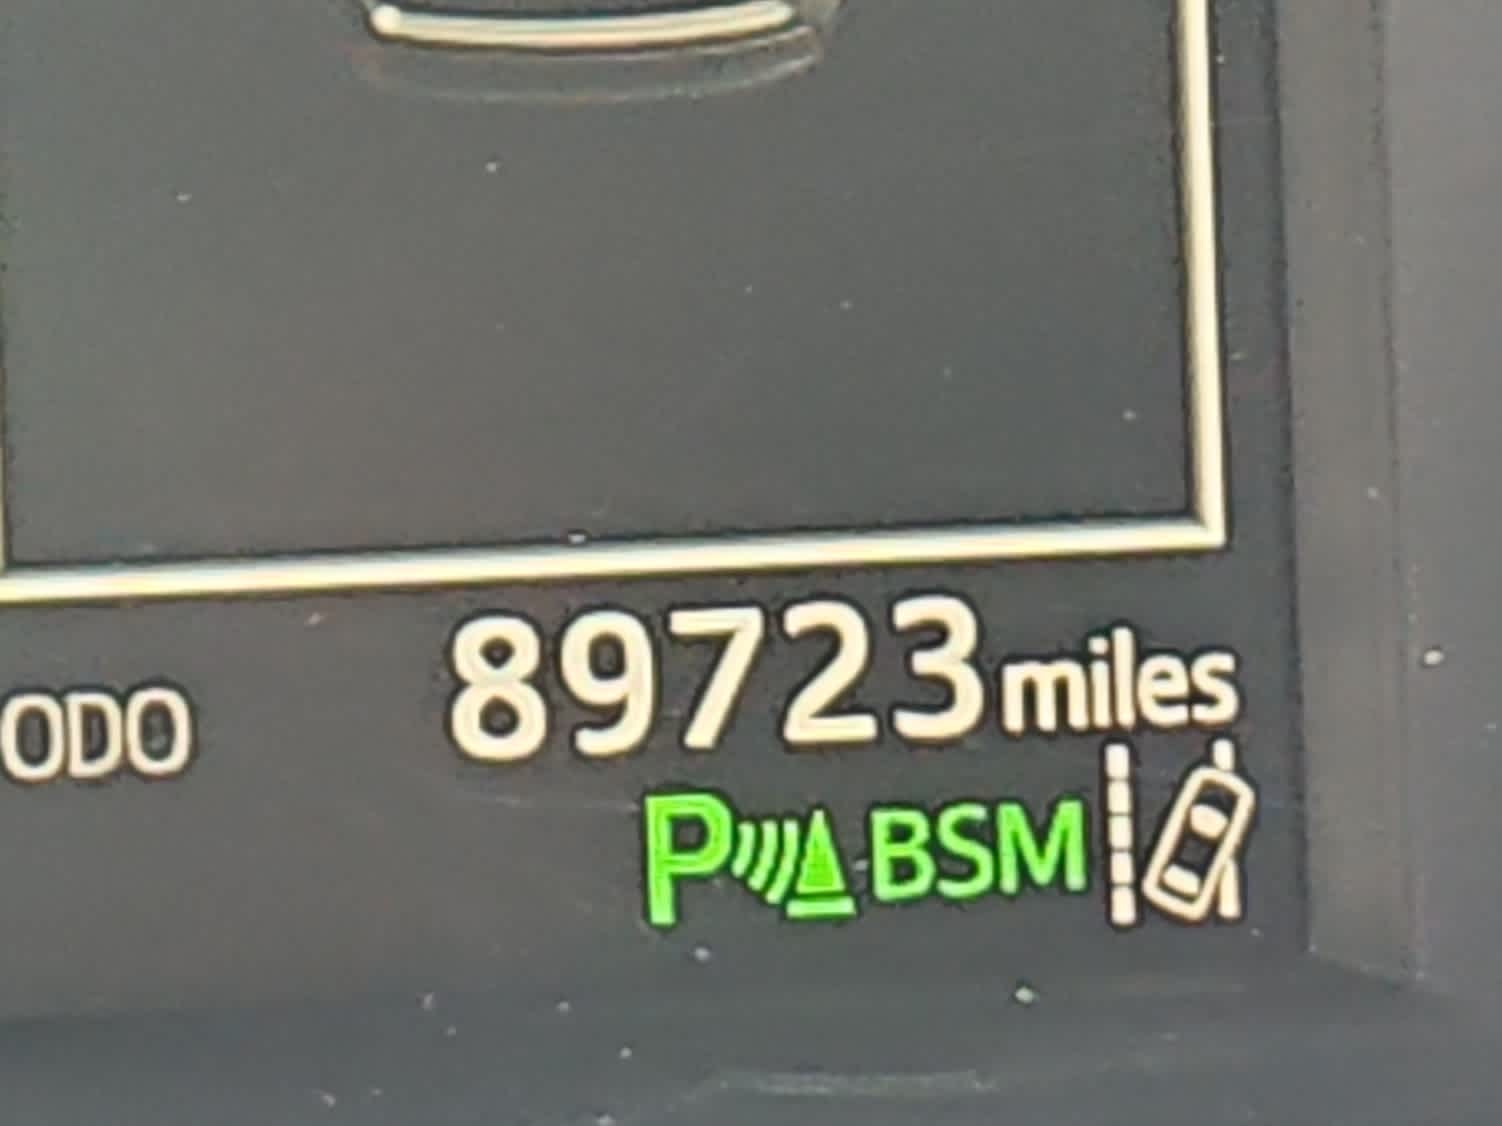 ODO 89723 miles
P BSM